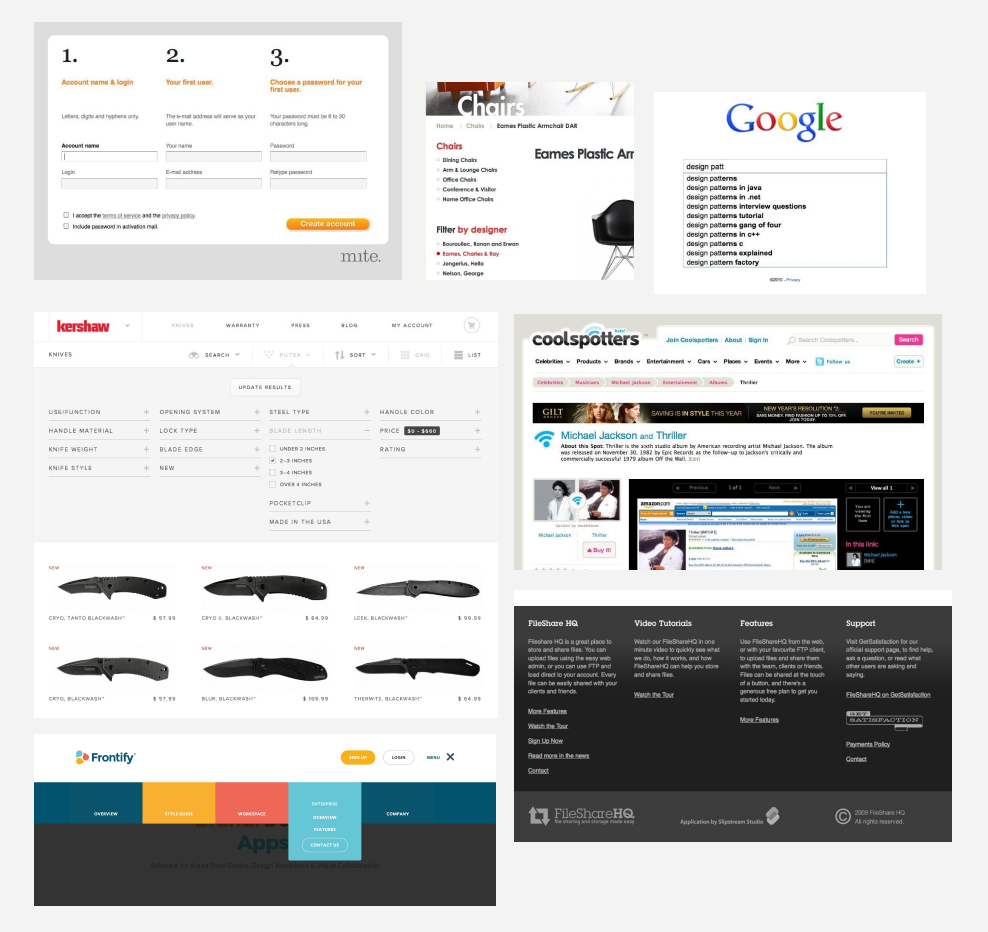 1.
2.
3.
Account name & login
Your first user.
Choose a password for your
first user.
Letters, digits and hyphens only.
The e-mail address will serve as your
user name.
Your password must be 6 to 30
characters long.
Account name
Your name
Password
Login
E-mail address
Retype password
I accept the terms of service and the privacy policy.
Include password in activation mail.
Create account
mite.
Chairs
Home
Chairs
Eames Plastic Armchair DAR
Chairs
Dining Chairs
Arm & Lounge Chairs
Office Chairs
Conference & Visitor
Home Office Chairs
Eames Plastic Arr
Filter by designer
Bouroullec, Ronan and Erwan
Eames, Charles & Ray
Jongerius, Hella
Nelson, George
Google
design patt
design patterns
design patterns in java
design patterns in .net
design patterns interview questions
design patterns tutorial
design patterns gang of four
design patterns in c++
design patterns c
design patterns explained
design pattern factory
©2010 - Privacy
kershaw
KNIVES
WARRANTY
PRESS
BLOG
MY ACCOUNT
KNIVES
SEARCH
FILTER
SORT
GRID
LIST
UPDATE RESULTS
USE/FUNCTION +
OPENING SYSTEM +
STEEL TYPE +
HANDLE COLOR +
HANDLE MATERIAL +
LOCK TYPE +
BLADE LENGTH −
PRICE $0 - $660 +
KNIFE WEIGHT +
BLADE EDGE +
UNDER 2 INCHES
RATING +
KNIFE STYLE +
NEW +
2–3 INCHES
3–4 INCHES
OVER 4 INCHES
POCKETCLIP +
MADE IN THE USA +
NEW
NEW
NEW
CRYO, TANTO BLACKWASH™ $ 57.99
CRYO II, BLACKWASH™ $ 64.99
LEEK, BLACKWASH™ $ 99.99
NEW
NEW
NEW
CRYO, BLACKWASH™ $ 57.99
BLUR, BLACKWASH™ $ 109.99
THERMITE, BLACKWASH™ $ 64.99
coolspotters
beta!
Join Coolspotters
About
Sign In
Search Coolspotters...
Search
Celebrities
Products
Brands
Entertainment
Cars
Places
Events
More
Follow us
Create +
Celebrities
Musicians
Michael Jackson
Entertainment
Albums
Thriller
GILT
SAVING IS IN STYLE THIS YEAR
NEW YEAR'S RESOLUTION #2:
SAVE MONEY. FIND FASHION UP TO 70% OFF.
JOIN TODAY.
YOU'RE INVITED
Michael Jackson AND Thriller
About this Spot: Thriller is the sixth studio album by American recording artist Michael Jackson. The album
was released on November 30, 1982 by Epic Records as the follow-up to Jackson's critically and
commercially successful 1979 album Off the Wall. [Edit]
Previous
1 of 1
Next
View all 1
amazon.com
You are
viewing
the first
item
+
Add a new
photo, video
or link to
this spot
Michael Jackson
Thriller
Buy it!
Thriller [IMPORT]
In this link:
Michael Jackson
[Edit]
FileShare HQ
Fileshare HQ is a great place to
store and share files. You can
upload files using the easy web
admin, or you can use FTP and
load direct to your account. Every
file can be easily shared with your
clients and friends.
More Features
Watch the Tour
Sign Up Now
Read more in the news
Contact
Video Tutorials
Watch our FileShareHQ in one
minute video to quickly see what
we do, how it works, and how
FileShareHQ can help you store
and share files.
Watch the Tour
Features
Use FileShareHQ from the web,
or with your favourite FTP client,
to upload files and share them
with the team, clients or friends.
Files can be shared at the touch
of a button, and there's a
generous free plan to get you
started today.
More Features
Support
Visit GetSatisfaction for our
official support page, to find help,
ask a question, or read what
other users are asking and
saying.
FileShareHQ on GetSatisfaction
GET
SATISFACTION
Payments Policy
Contact
FileShareHQ
file sharing and storage made easy
Application by Slipstream Studio
© 2009 FileShare HQ
All rights reserved.
Frontify
SIGN UP
LOGIN
MENU
OVERVIEW
STYLE GUIDE
WORKSPACE
ENTERPRISE
OVERVIEW
FEATURES
CONTACT US
COMPANY
Apps